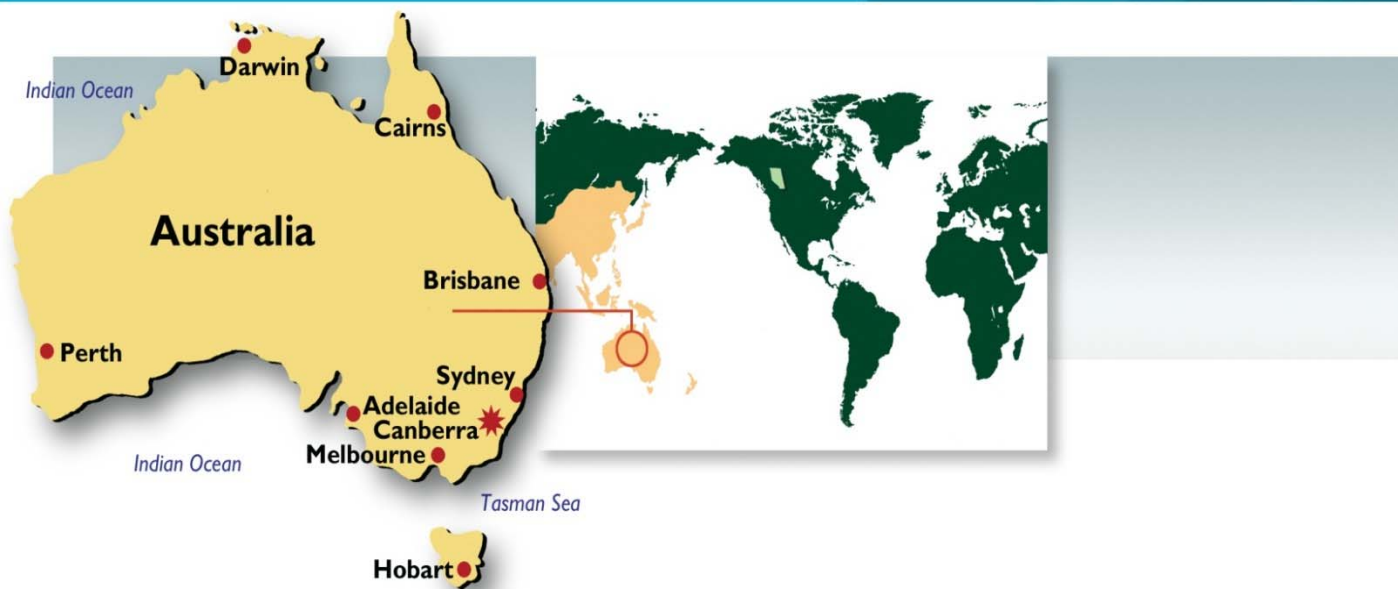 Darwin
Indian Ocean
Cairns
Australia
Brisbane
Perth
Sydney
Adelaide
Canberra
Melbourne
Indian Ocean
Tasman Sea
Hobart